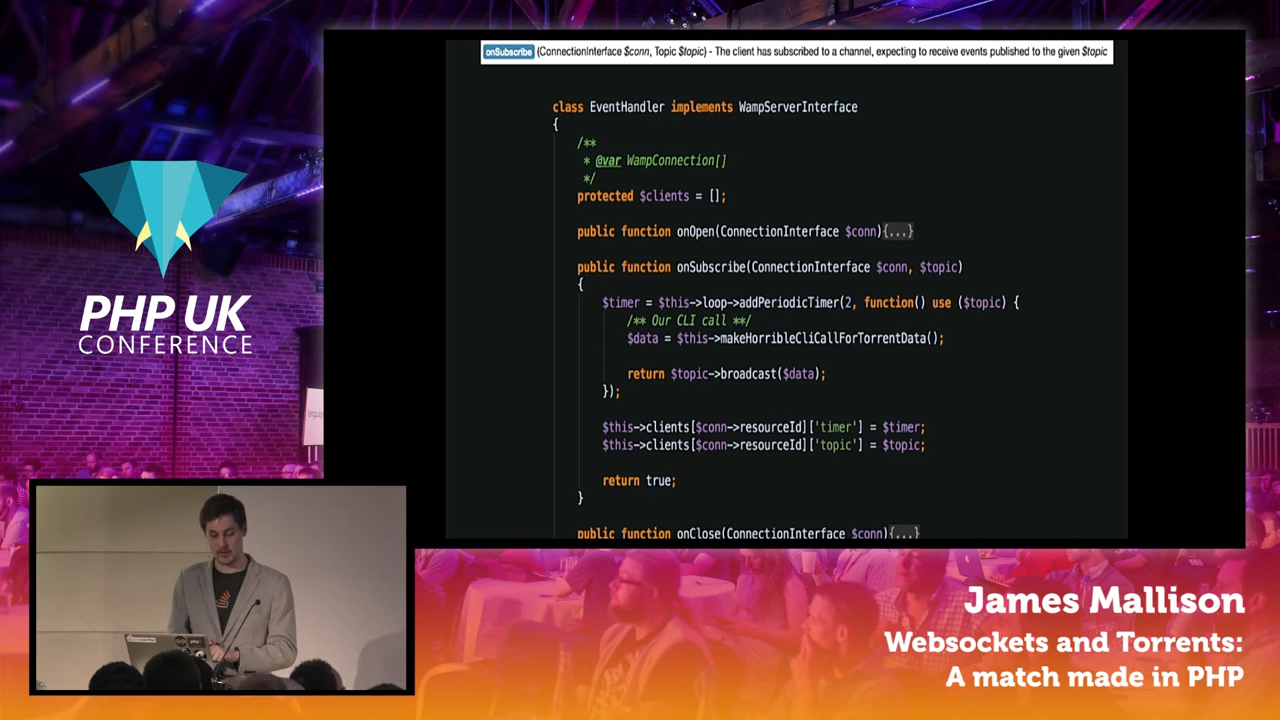 onSubscribe (ConnectionInterface $conn, Topic $topic) - The client has subscribed to a channel, expecting to receive events published to the given $topic
class EventHandler implements WampServerInterface
{
/**
* @var WampConnection[]
*/
protected $clients = [];
public function onOpen(ConnectionInterface $conn){...}
public function onSubscribe(ConnectionInterface $conn, $topic)
{
$timer = $this->loop->addPeriodicTimer(2, function() use ($topic) {
/** Our CLI call **/
$data = $this->makeHorribleCliCallForTorrentData();
return $topic->broadcast($data);
});
$this->clients[$conn->resourceId]['timer'] = $timer;
$this->clients[$conn->resourceId]['topic'] = $topic;
return true;
}
public function onClose(ConnectionInterface $conn){...}
PHP UK
CONFERENCE
James Mallison
Websockets and Torrents:
A match made in PHP